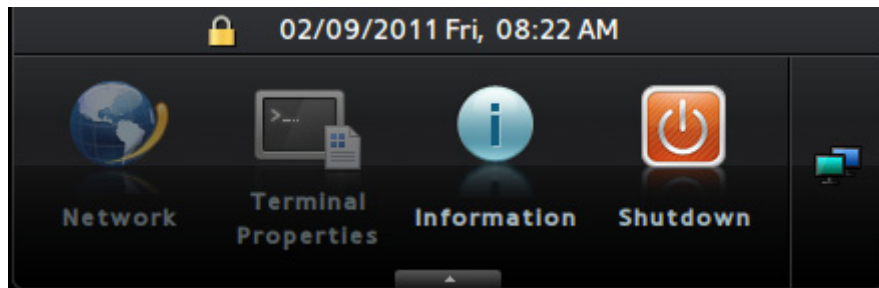 02/09/2011 Fri, 08:22 AM
>_..
i
Network
Terminal
Properties
Information
Shutdown